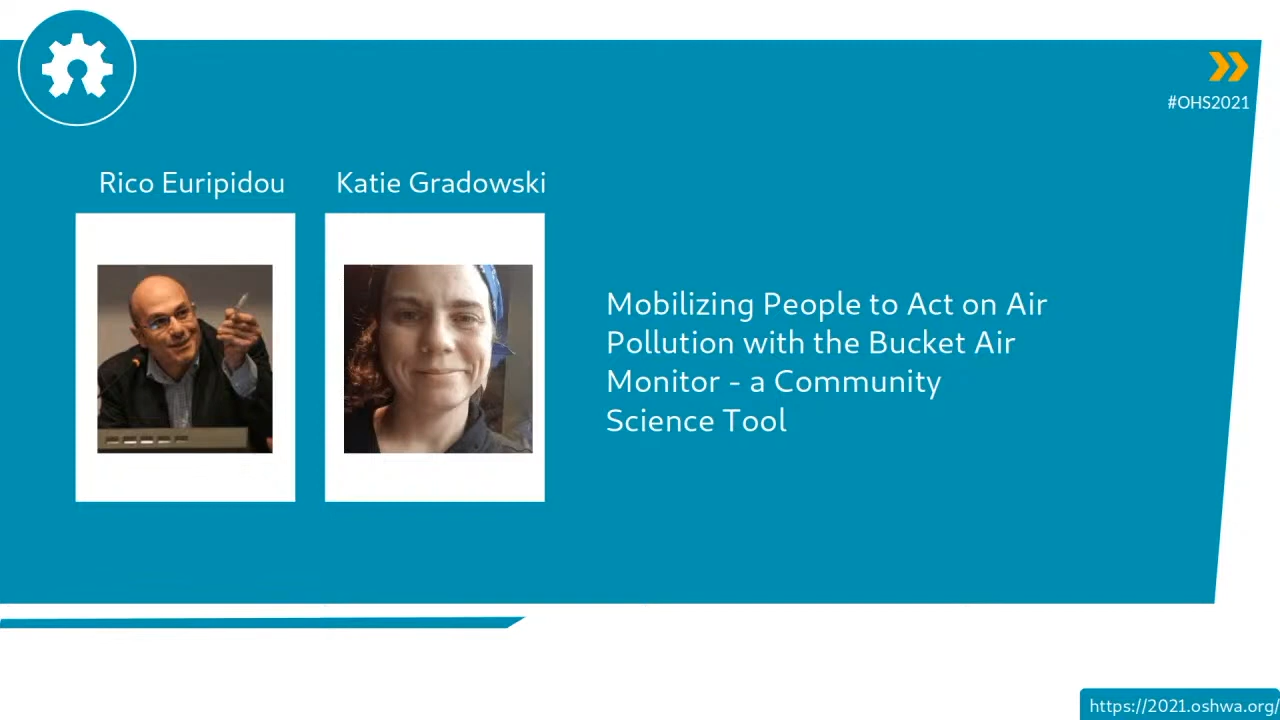 #OHS2021
Rico Euripidou
Katie Gradowski
Mobilizing People to Act on Air
Pollution with the Bucket Air
Monitor - a Community
Science Tool
https://2021.oshwa.org/